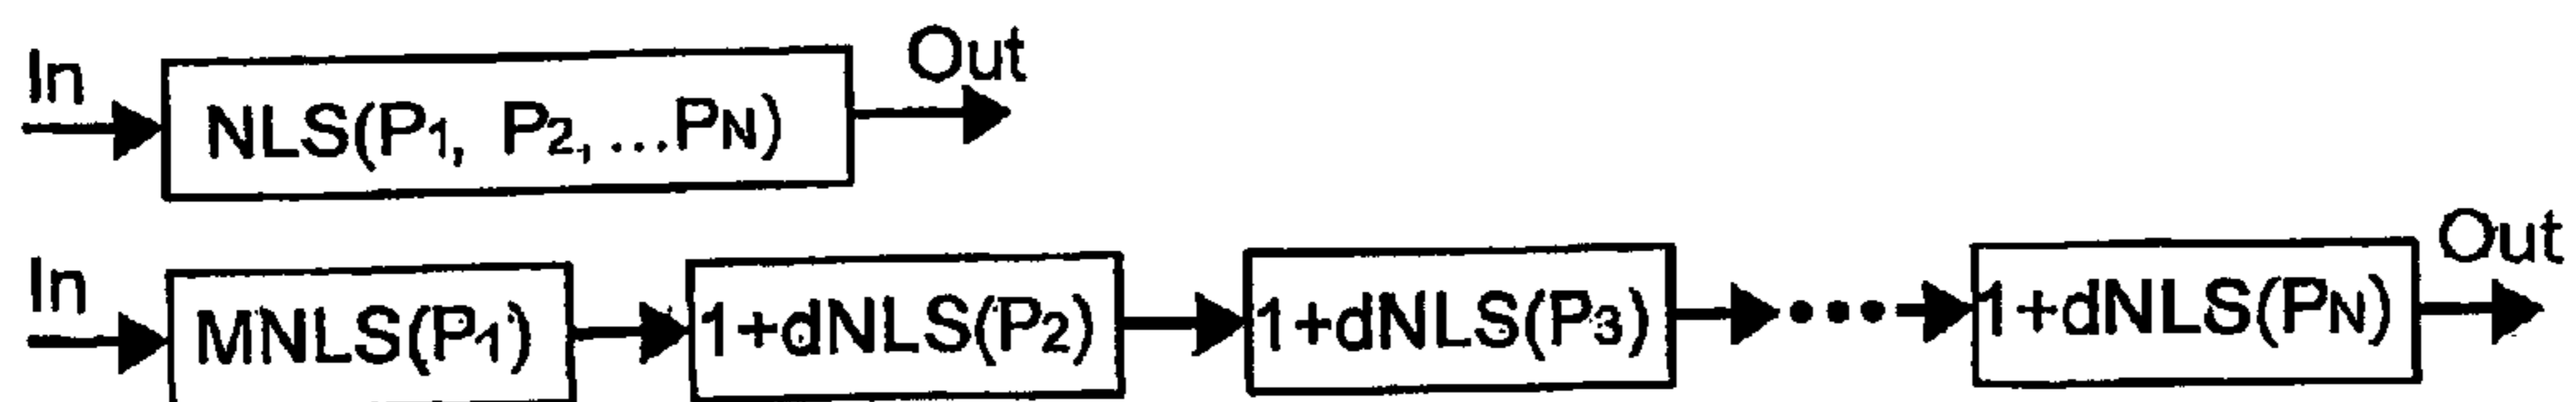 In Out
NLS(P1, P2, ...PN)
In Out
MNLS(P1) 1+dNLS(P2) 1+dNLS(P3) ••• 1+dNLS(PN)